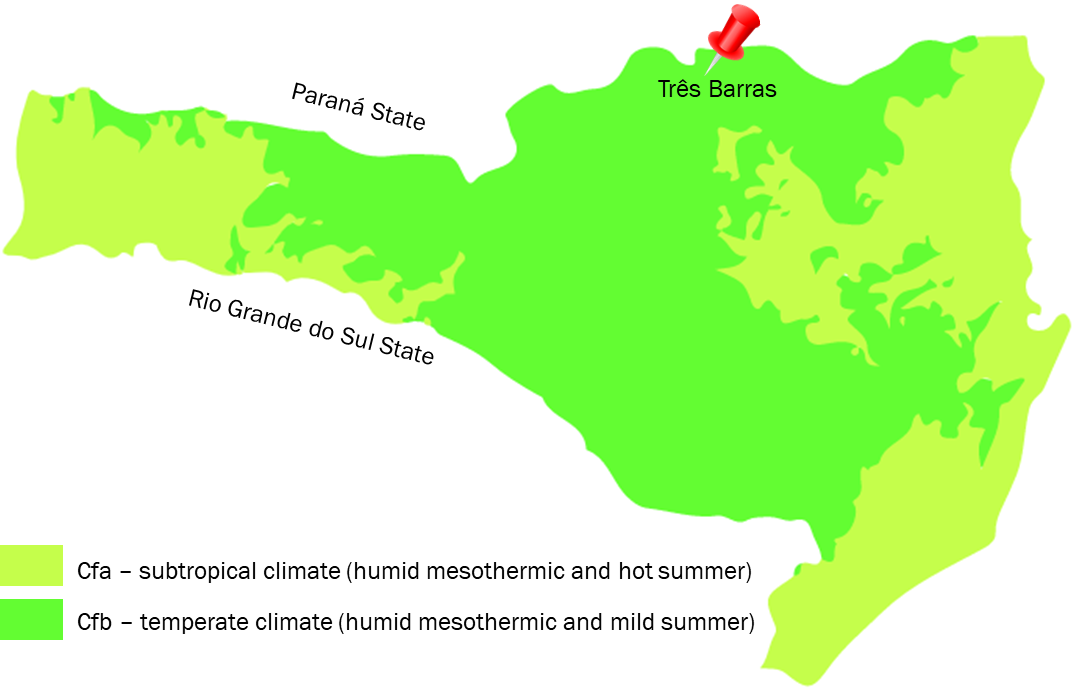 Três Barras
Paraná State
Rio Grande do Sul State
Cfa – subtropical climate (humid mesothermic and hot summer)
Cfb – temperate climate (humid mesothermic and mild summer)